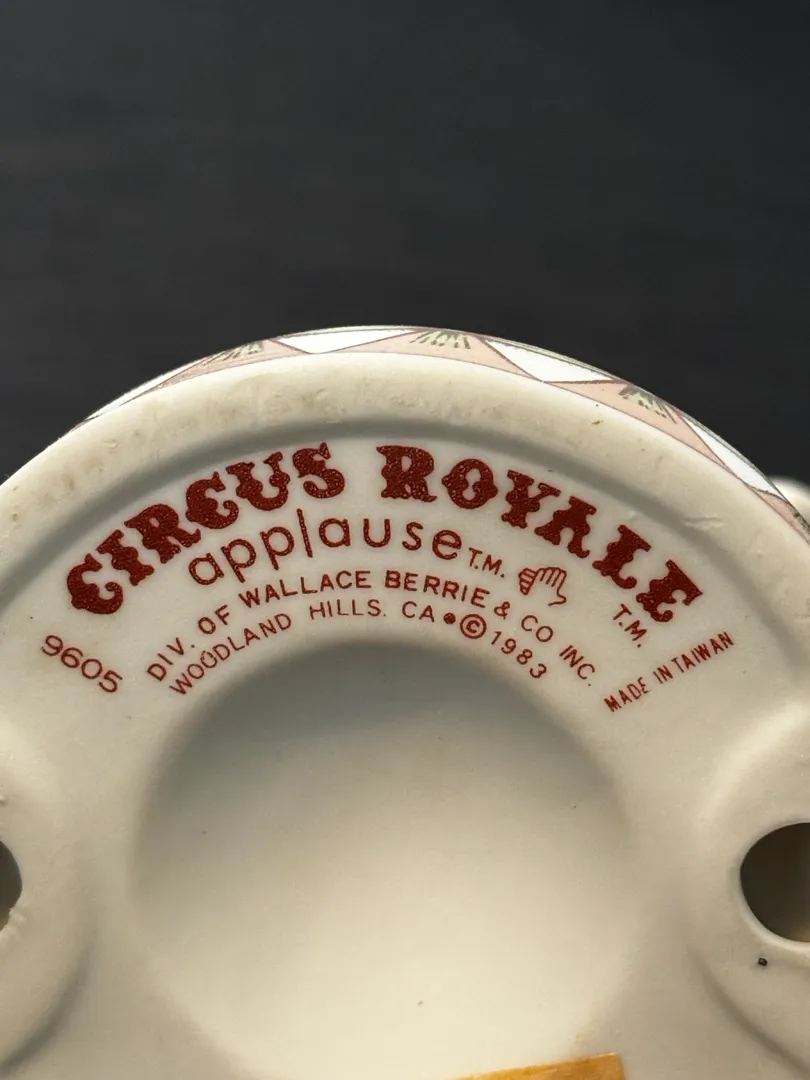 CIRCUS ROYALE T.M.
applause T.M.
DIV. OF WALLACE BERRIE & CO INC.
WOODLAND HILLS. CA • © 1983
9605
MADE IN TAIWAN